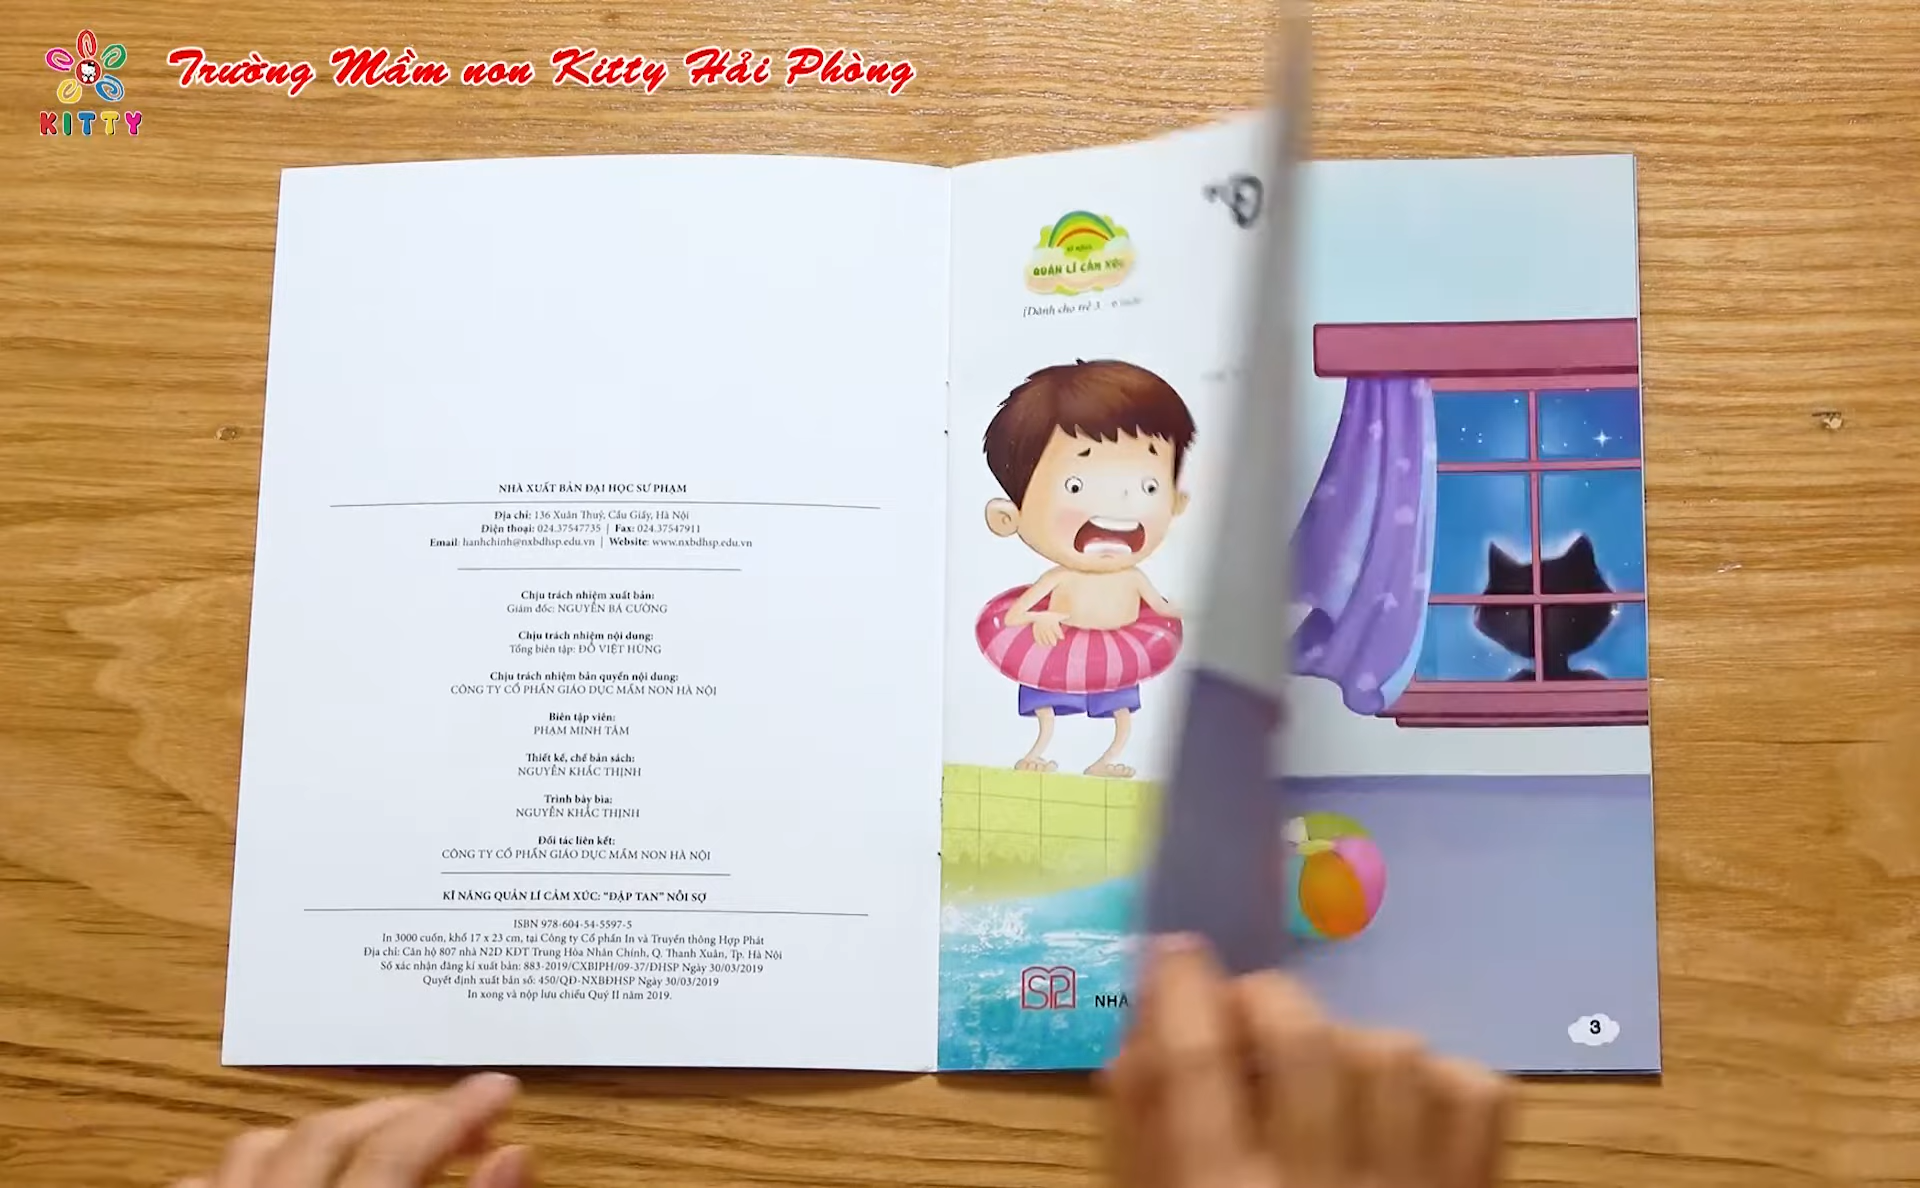 Trường Mầm non Kitty Hải Phòng
KITTY
NHÀ XUẤT BẢN ĐẠI HỌC SƯ PHẠM
Địa chỉ: 136 Xuân Thuỷ, Cầu Giấy, Hà Nội
Điện thoại: 024.37547735 | Fax: 024.37547911
Email: hanhchinh@nxbdhsp.edu.vn | Website: www.nxbdhsp.edu.vn
Chịu trách nhiệm xuất bản:
Giám đốc: NGUYỄN BÁ CƯỜNG
Chịu trách nhiệm nội dung:
Tổng biên tập: ĐỖ VIỆT HÙNG
Chịu trách nhiệm bản quyền nội dung:
CÔNG TY CỔ PHẦN GIÁO DỤC MẦM NON HÀ NỘI
Biên tập viên:
PHẠM MINH TÂM
Thiết kế, chế bản sách:
NGUYỄN KHẮC THỊNH
Trình bày bìa:
NGUYỄN KHẮC THỊNH
Đối tác liên kết:
CÔNG TY CỔ PHẦN GIÁO DỤC MẦM NON HÀ NỘI
KĨ NĂNG QUẢN LÍ CẢM XÚC: "ĐẬP TAN" NỖI SỢ
ISBN 978-604-54-5597-5
In 3000 cuốn, khổ 17 x 23 cm, tại Công ty Cổ phần In và Truyền thông Hợp Phát
Địa chỉ: Căn hộ 807 nhà N2D KĐT Trung Hòa Nhân Chính, Q. Thanh Xuân, Tp. Hà Nội
Số xác nhận đăng kí xuất bản: 883-2019/CXBIPH/09-37/ĐHSP Ngày 30/03/2019
Quyết định xuất bản số: 450/QĐ-NXBĐHSP Ngày 30/03/2019
In xong và nộp lưu chiểu Quý II năm 2019.
QUẢN LÍ CẢM XÚC
(Dành cho trẻ 3 - 6
SP
NHÀ
3